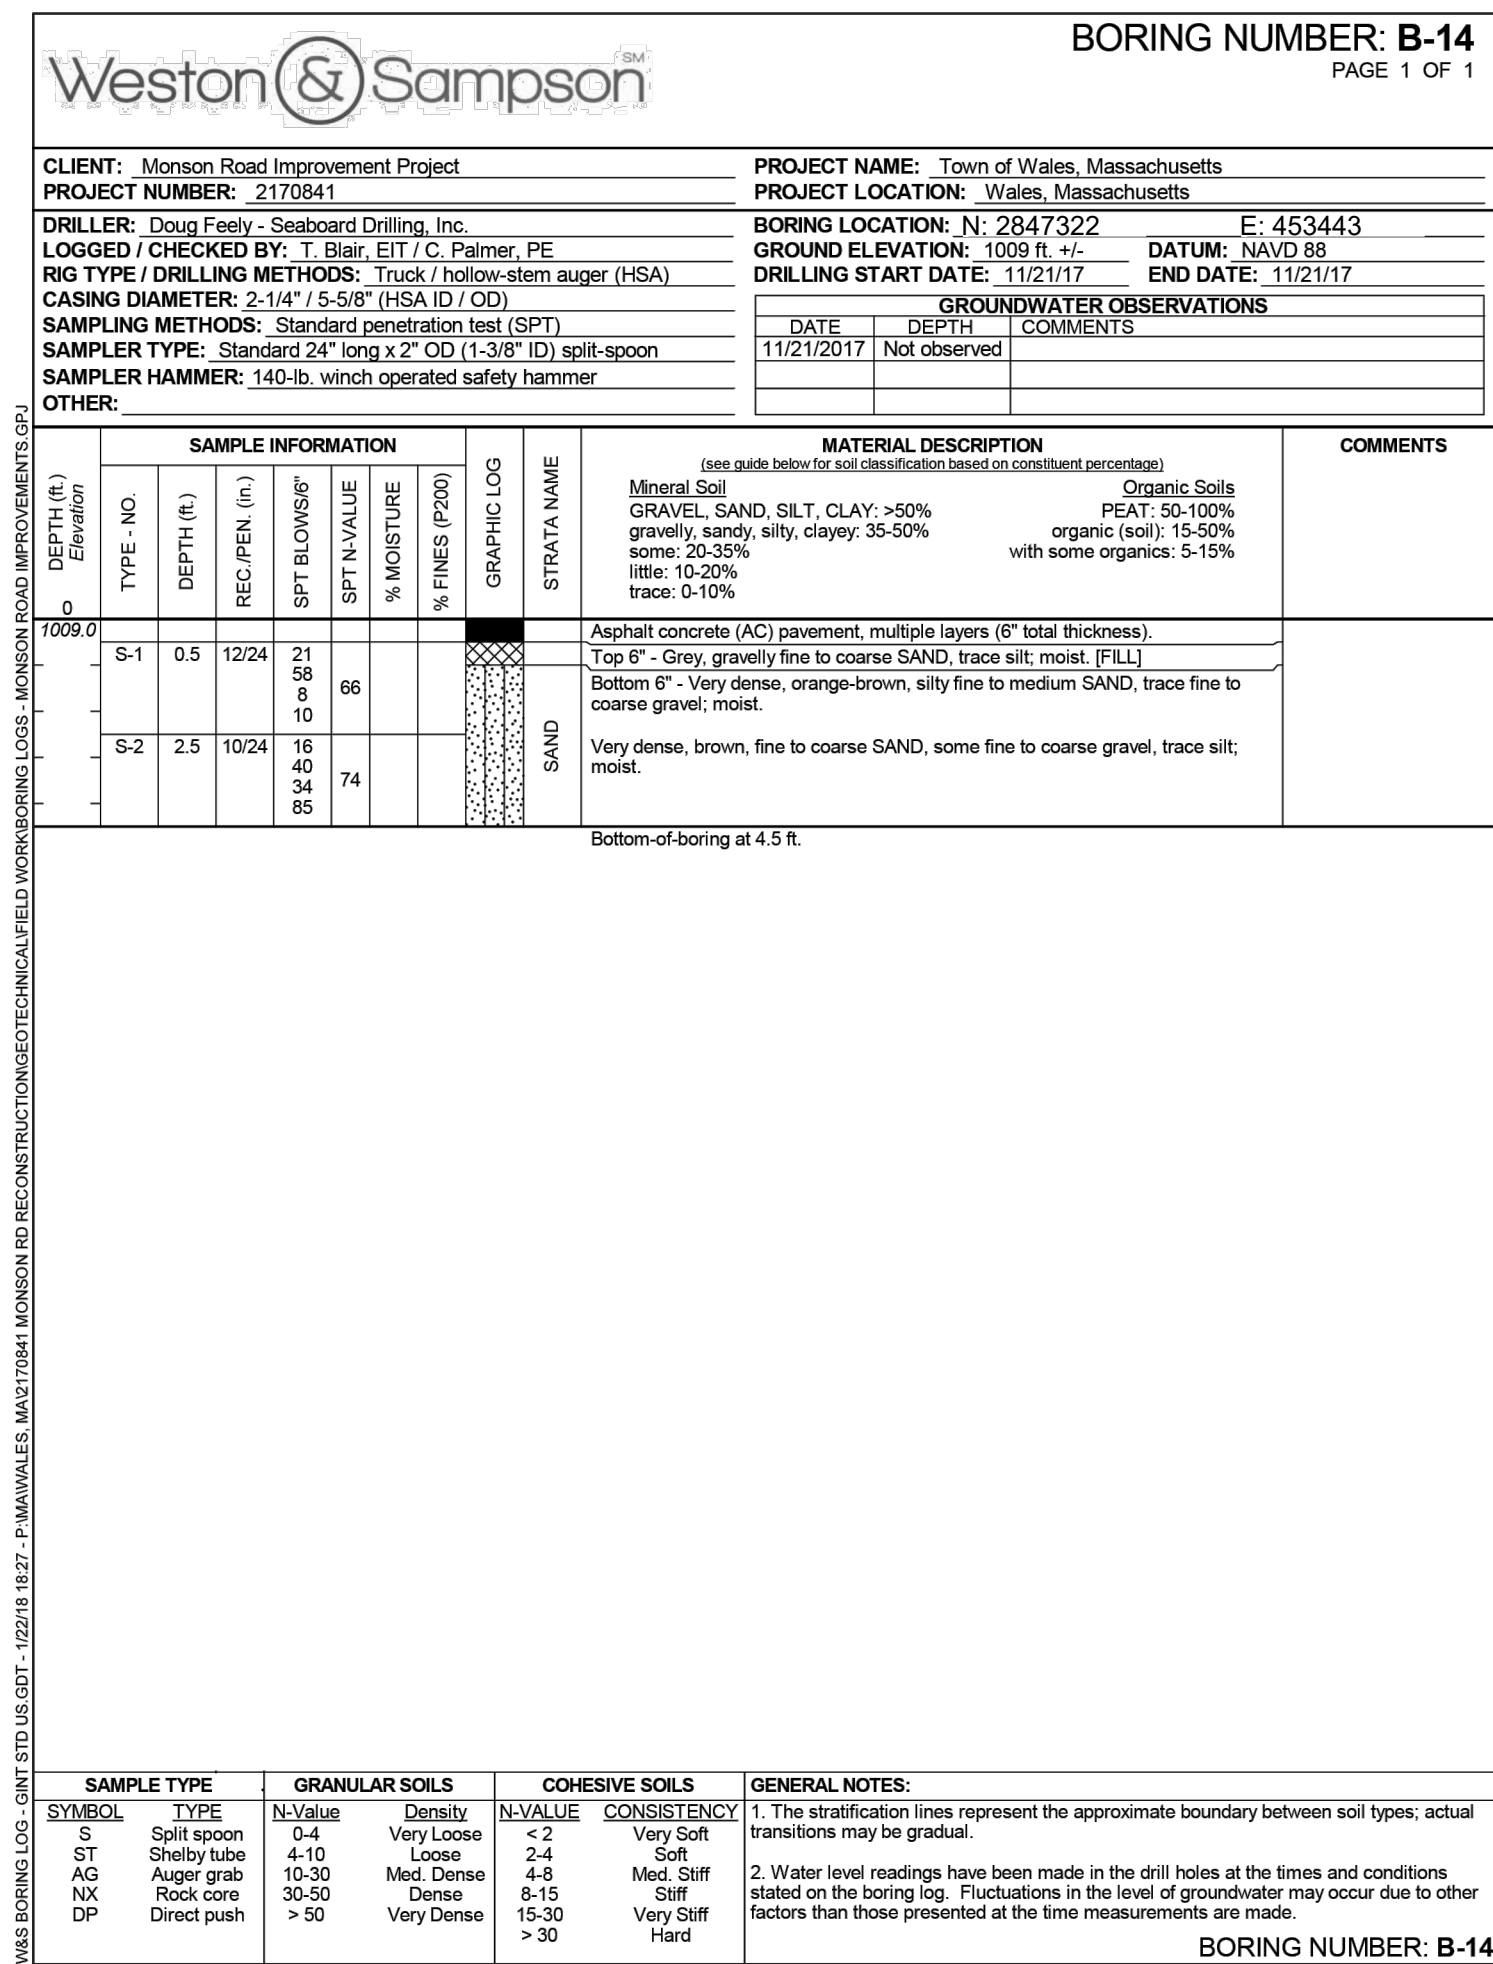 Weston & Sampson SM
BORING NUMBER: B-14
PAGE 1 OF 1
CLIENT: Monson Road Improvement Project
PROJECT NUMBER: 2170841
PROJECT NAME: Town of Wales, Massachusetts
PROJECT LOCATION: Wales, Massachusetts
DRILLER: Doug Feely - Seaboard Drilling, Inc.
LOGGED / CHECKED BY: T. Blair, EIT / C. Palmer, PE
RIG TYPE / DRILLING METHODS: Truck / hollow-stem auger (HSA)
CASING DIAMETER: 2-1/4" / 5-5/8" (HSA ID / OD)
SAMPLING METHODS: Standard penetration test (SPT)
SAMPLER TYPE: Standard 24" long x 2" OD (1-3/8" ID) split-spoon
SAMPLER HAMMER: 140-lb. winch operated safety hammer
OTHER:
BORING LOCATION: N: 2847322 E: 453443
GROUND ELEVATION: 1009 ft. +/- DATUM: NAVD 88
DRILLING START DATE: 11/21/17 END DATE: 11/21/17
GROUNDWATER OBSERVATIONS
DATE DEPTH COMMENTS
11/21/2017 Not observed
DEPTH (ft.)
Elevation
0
SAMPLE INFORMATION
TYPE - NO.
DEPTH (ft.)
REC./PEN. (in.)
SPT BLOWS/6"
SPT N-VALUE
% MOISTURE
% FINES (P200)
GRAPHIC LOG
STRATA NAME
MATERIAL DESCRIPTION
(see guide below for soil classification based on constituent percentage)
Mineral Soil
GRAVEL, SAND, SILT, CLAY: >50%
gravelly, sandy, silty, clayey: 35-50%
some: 20-35%
little: 10-20%
trace: 0-10%
Organic Soils
PEAT: 50-100%
organic (soil): 15-50%
with some organics: 5-15%
COMMENTS
1009.0
Asphalt concrete (AC) pavement, multiple layers (6" total thickness).
S-1 0.5 12/24 21
58
8
10
66
Top 6" - Grey, gravelly fine to coarse SAND, trace silt; moist. [FILL]
Bottom 6" - Very dense, orange-brown, silty fine to medium SAND, trace fine to
coarse gravel; moist.
S-2 2.5 10/24 16
40
34
85
74
SAND
Very dense, brown, fine to coarse SAND, some fine to coarse gravel, trace silt;
moist.
Bottom-of-boring at 4.5 ft.
W&S BORING LOG - GINT STD US.GDT - 1/22/18 18:27 - P:\MA\WALES, MA\2170841 MONSON RD RECONSTRUCTION\GEOTECHNICAL\FIELD WORK\BORING LOGS - MONSON ROAD IMPROVEMENTS.GPJ
SAMPLE TYPE
SYMBOL TYPE
S Split spoon
ST Shelby tube
AG Auger grab
NX Rock core
DP Direct push
GRANULAR SOILS
N-Value Density
0-4 Very Loose
4-10 Loose
10-30 Med. Dense
30-50 Dense
> 50 Very Dense
COHESIVE SOILS
N-VALUE CONSISTENCY
< 2 Very Soft
2-4 Soft
4-8 Med. Stiff
8-15 Stiff
15-30 Very Stiff
> 30 Hard
GENERAL NOTES:
1. The stratification lines represent the approximate boundary between soil types; actual
transitions may be gradual.
2. Water level readings have been made in the drill holes at the times and conditions
stated on the boring log. Fluctuations in the level of groundwater may occur due to other
factors than those presented at the time measurements are made.
BORING NUMBER: B-14